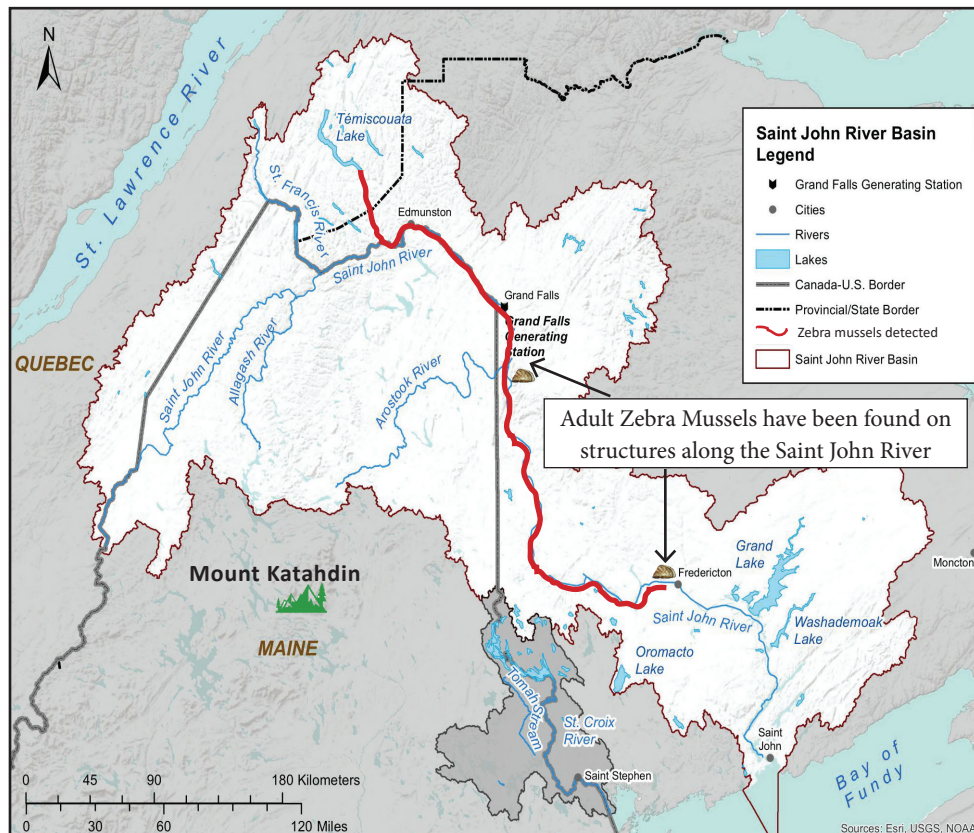 N
St. Lawrence River
Témiscouata
Lake
St. Francis River
Edmunston
Saint John River
Grand Falls
Grand Falls
Generating
Station
QUEBEC
Saint John River
Allagash River
Arostook River
Saint John River Basin
Legend
Grand Falls Generating Station
Cities
Rivers
Lakes
Canada-U.S. Border
Provincial/State Border
Zebra mussels detected
Saint John River Basin
Adult Zebra Mussels have been found on
structures along the Saint John River
Mount Katahdin
MAINE
Fredericton
Grand
Lake
Moncton
Saint John River
Washademoak
Lake
Oromacto
Lake
Tomah Stream
St. Croix
River
Saint Stephen
Saint
John
Bay of
Fundy
0 45 90 180 Kilometers
0 30 60 120 Miles
Sources: Esri, USGS, NOAA